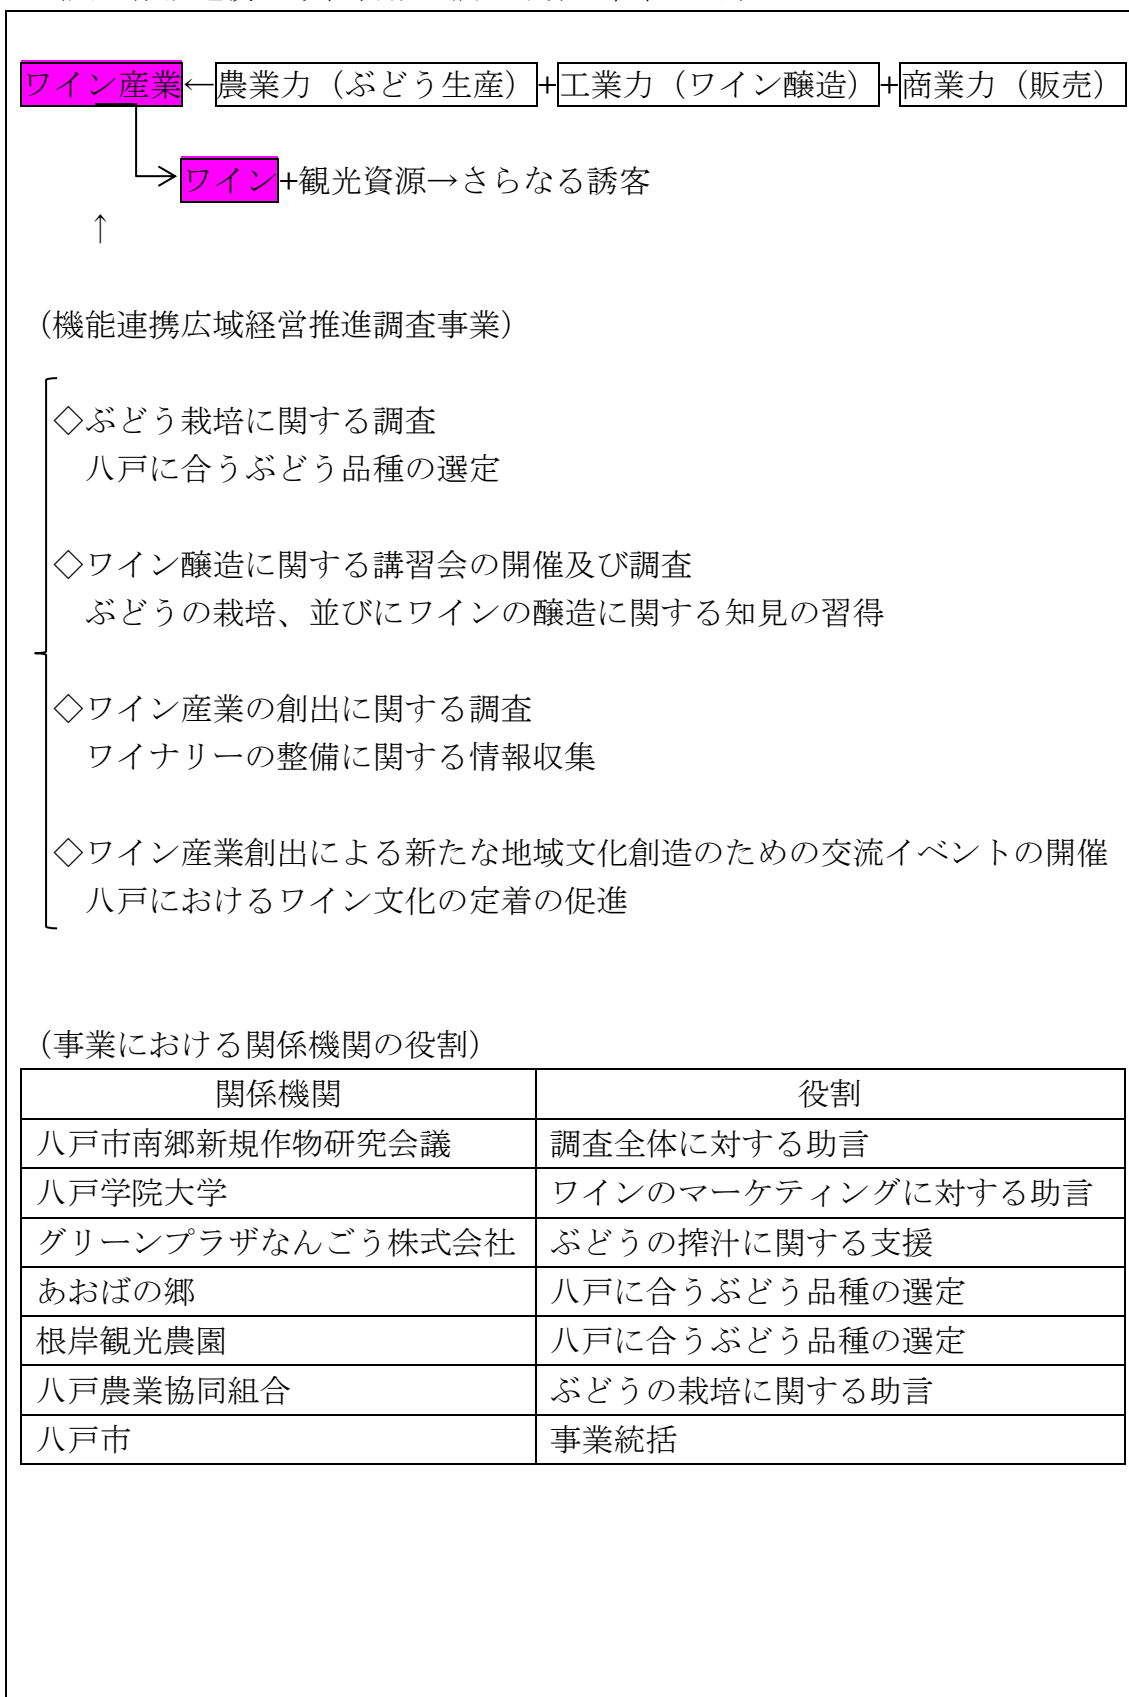 ワイン産業←農業力（ぶどう生産）+工業力（ワイン醸造）+商業力（販売）
ワイン+観光資源→さらなる誘客
↑
（機能連携広域経営推進調査事業）
◇ぶどう栽培に関する調査
八戸に合うぶどう品種の選定
◇ワイン醸造に関する講習会の開催及び調査
ぶどうの栽培、並びにワインの醸造に関する知見の習得
◇ワイン産業の創出に関する調査
ワイナリーの整備に関する情報収集
◇ワイン産業創出による新たな地域文化創造のための交流イベントの開催
八戸におけるワイン文化の定着の促進
（事業における関係機関の役割）
関係機関 役割
八戸市南郷新規作物研究会議 調査全体に対する助言
八戸学院大学 ワインのマーケティングに対する助言
グリーンプラザなんごう株式会社 ぶどうの搾汁に関する支援
あおばの郷 八戸に合うぶどう品種の選定
根岸観光農園 八戸に合うぶどう品種の選定
八戸農業協同組合 ぶどうの栽培に関する助言
八戸市 事業統括